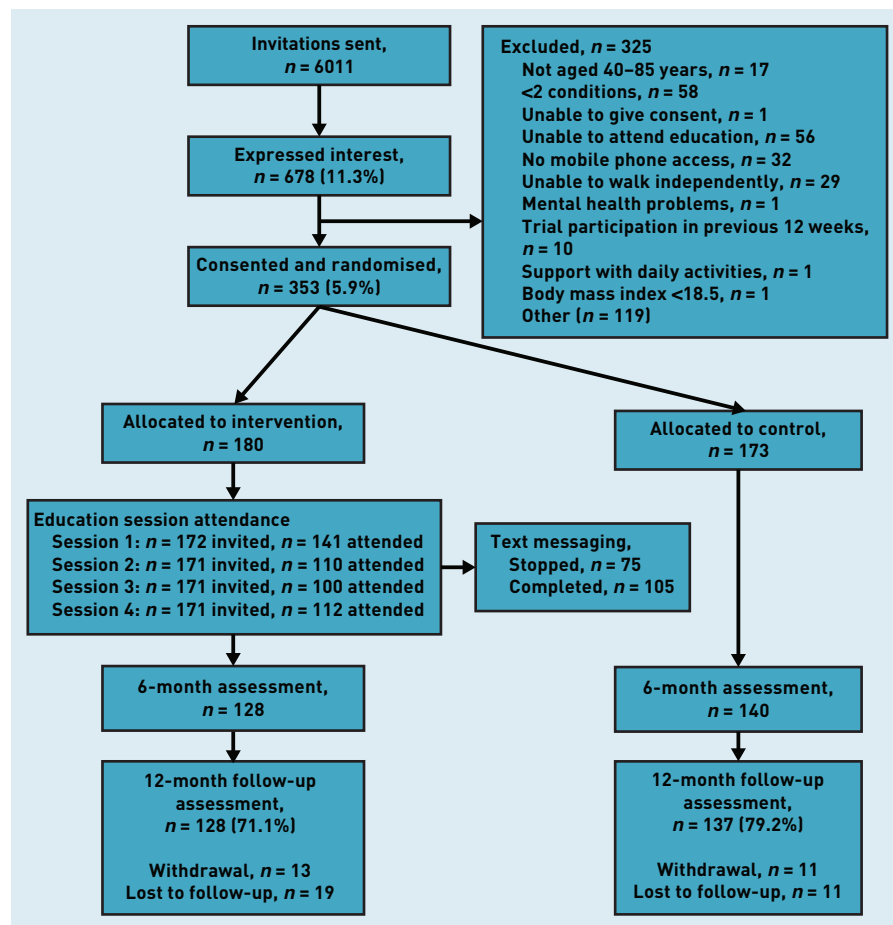 Invitations sent,
n = 6011
Excluded, n = 325
Not aged 40–85 years, n = 17
<2 conditions, n = 58
Unable to give consent, n = 1
Unable to attend education, n = 56
No mobile phone access, n = 32
Unable to walk independently, n = 29
Mental health problems, n = 1
Trial participation in previous 12 weeks,
n = 10
Support with daily activities, n = 1
Body mass index <18.5, n = 1
Other (n = 119)
Expressed interest,
n = 678 (11.3%)
Consented and randomised,
n = 353 (5.9%)
Allocated to intervention,
n = 180
Allocated to control,
n = 173
Education session attendance
Session 1: n = 172 invited, n = 141 attended
Session 2: n = 171 invited, n = 110 attended
Session 3: n = 171 invited, n = 100 attended
Session 4: n = 171 invited, n = 112 attended
Text messaging,
Stopped, n = 75
Completed, n = 105
6-month assessment,
n = 128
6-month assessment,
n = 140
12-month follow-up
assessment,
n = 128 (71.1%)
Withdrawal, n = 13
Lost to follow-up, n = 19
12-month follow-up
assessment,
n = 137 (79.2%)
Withdrawal, n = 11
Lost to follow-up, n = 11